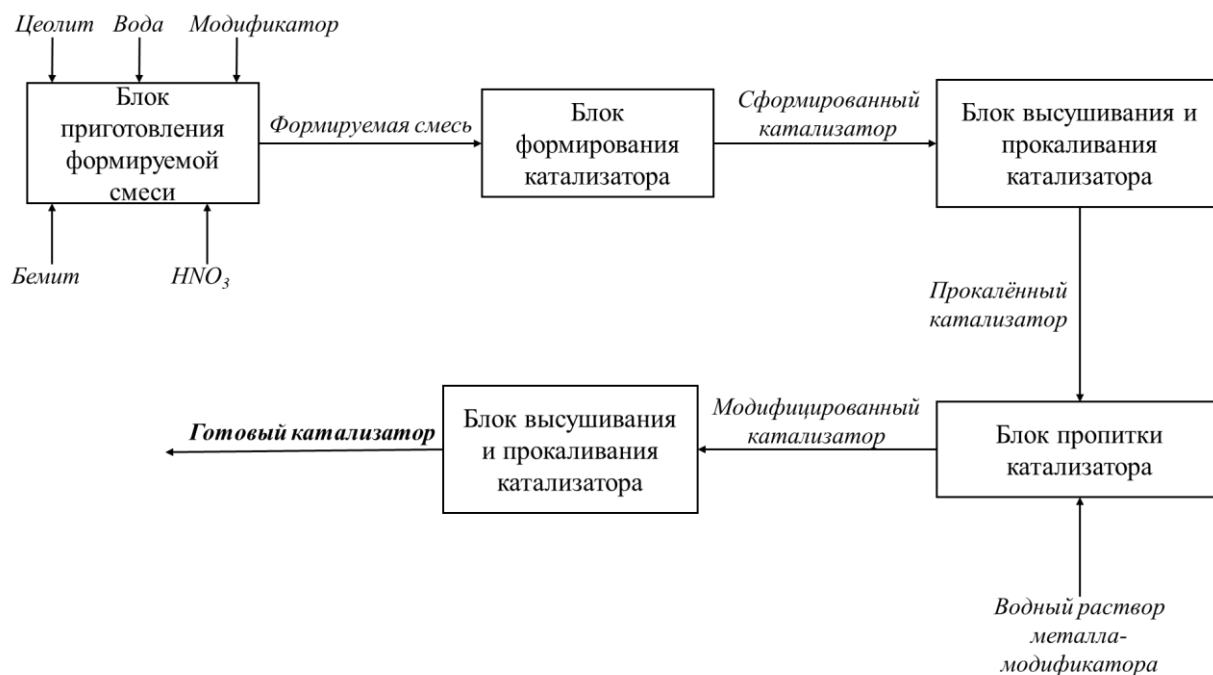 Цеолит Вода Модификатор
Блок
приготовления
формируемой
смеси
Формируемая смесь
Блок
формирования
катализатора
Сформированный
катализатор
Блок высушивания и
прокаливания
катализатора
Бемит
HNO3
Прокалённый
катализатор
Готовый катализатор
Блок высушивания
и прокаливания
катализатора
Модифицированный
катализатор
Блок пропитки
катализатора
Водный раствор
металла-
модификатора